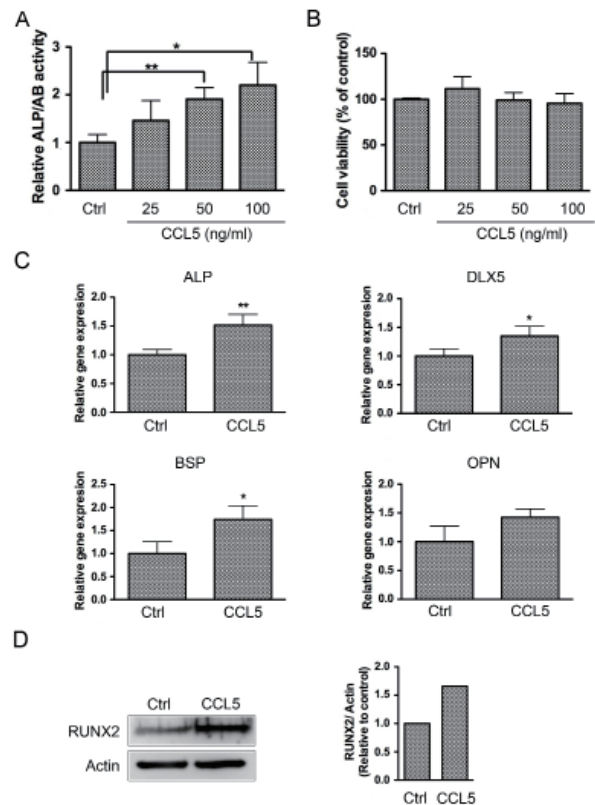 A
Relative ALP/AB activity
3
2
1
0
*
**
Ctrl 25 50 100
CCL5 (ng/ml)
B
Cell viability (% of control)
150
100
50
0
Ctrl 25 50 100
CCL5 (ng/ml)
C
ALP
Relative gene expresion
2.0
1.5
1.0
0.5
0.0
**
Ctrl CCL5
DLX5
Relative gene expresion
2.0
1.5
1.0
0.5
0.0
*
Ctrl CCL5
BSP
Relative gene expresion
2.5
2.0
1.5
1.0
0.5
0.0
*
Ctrl CCL5
OPN
Relative gene expresion
2.0
1.5
1.0
0.5
0.0
Ctrl CCL5
D
Ctrl CCL5
RUNX2
Actin
RUNX2/ Actin
(Relative to control)
2.0
1.5
1.0
0.5
0.0
Ctrl CCL5